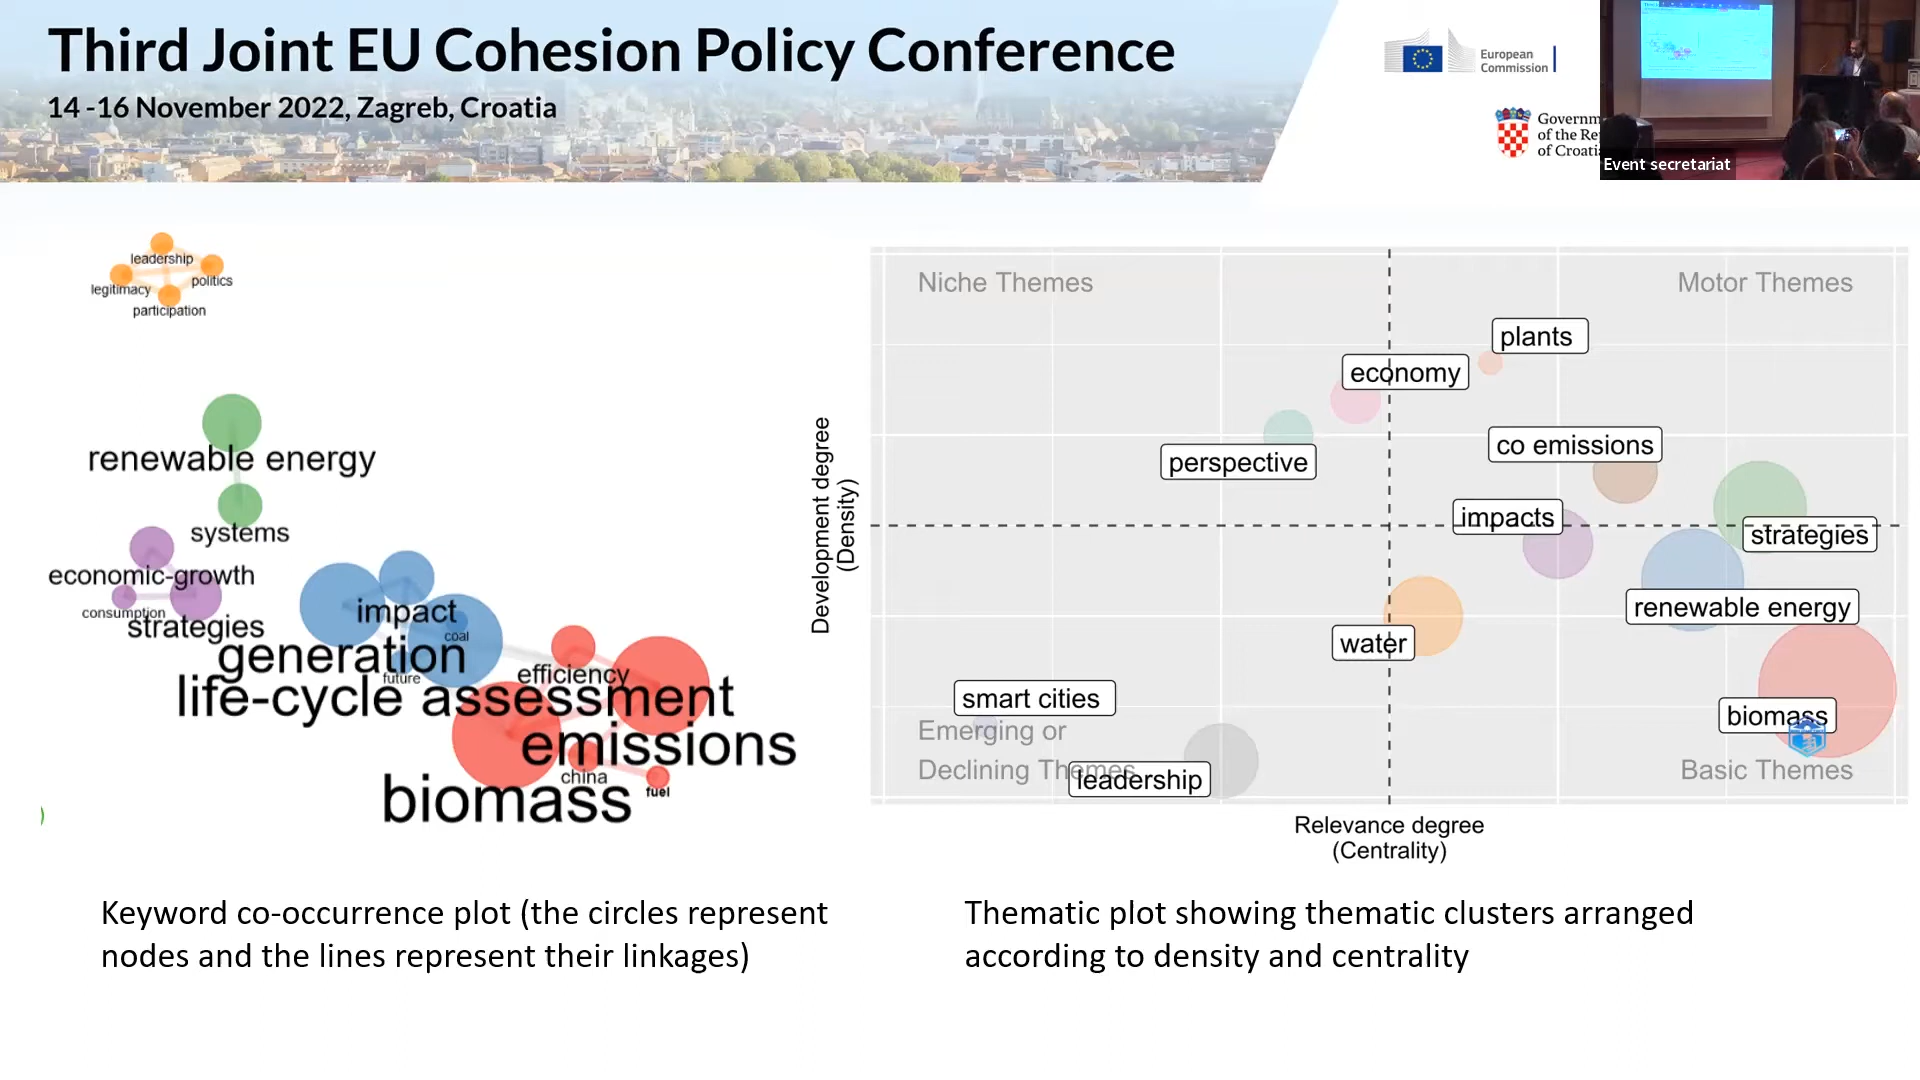 Third Joint EU Cohesion Policy Conference
14 -16 November 2022, Zagreb, Croatia
European
Commission
Governm
of the Re
of Croati
Event secretariat
leadership
politics
legitimacy
participation
renewable energy
systems
economic-growth
consumption
strategies
impact
coal
generation
future
efficiency
life-cycle assessment
emissions
china
biomass
fuel
Niche Themes
Motor Themes
plants
economy
co emissions
perspective
impacts
strategies
renewable energy
water
smart cities
biomass
Emerging or
Declining Themes
leadership
Basic Themes
Development degree
(Density)
Relevance degree
(Centrality)
Keyword co-occurrence plot (the circles represent
nodes and the lines represent their linkages)
Thematic plot showing thematic clusters arranged
according to density and centrality